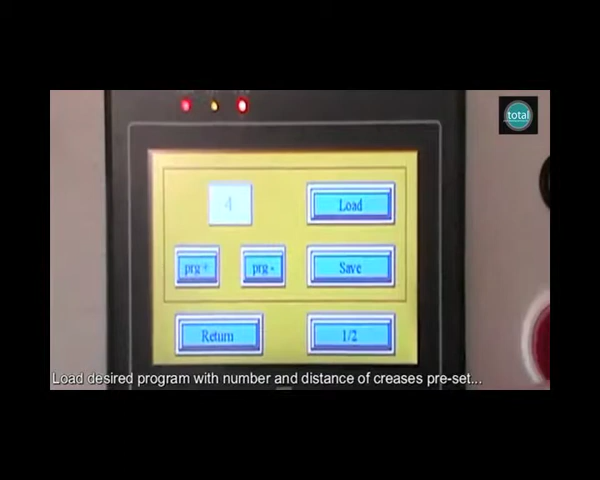 total
4
Load
prg+
prg-
Save
Return
1/2
Load desired program with number and distance of creases pre-set...